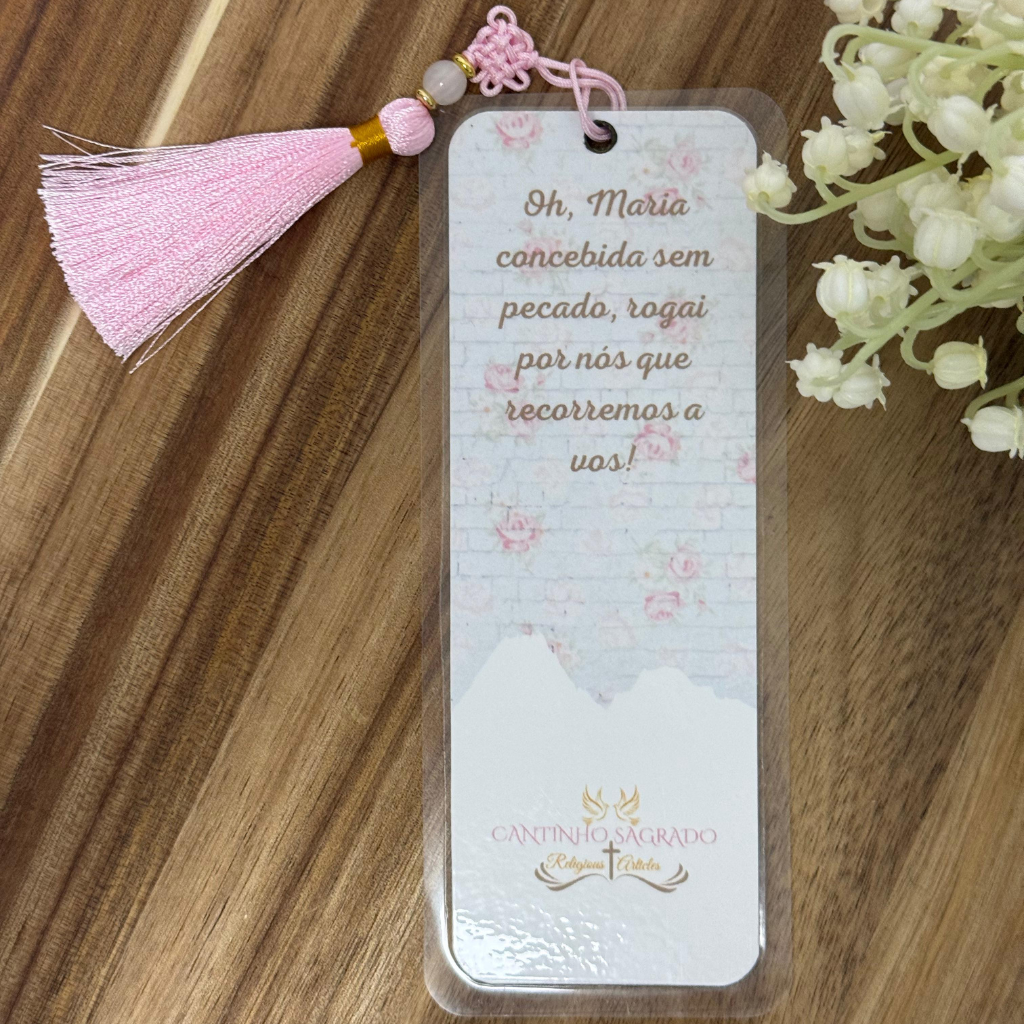 Oh, Maria
concebida sem
pecado, rogai
por nós que
recorremos a
vos!
CANTINHO SAGRADO
Religious Articles